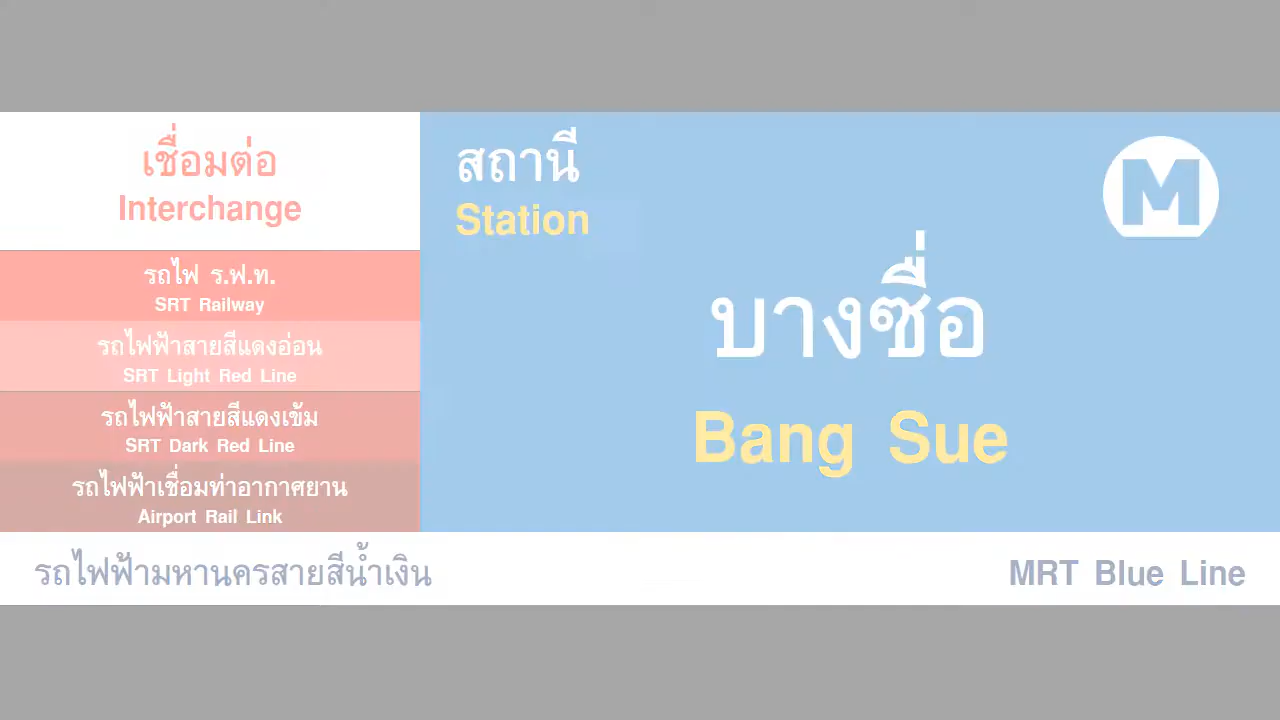 เชื่อมต่อ
Interchange
รถไฟ ร.ฟ.ท.
SRT Railway
รถไฟฟ้าสายสีแดงอ่อน
SRT Light Red Line
รถไฟฟ้าสายสีแดงเข้ม
SRT Dark Red Line
รถไฟฟ้าเชื่อมท่าอากาศยาน
Airport Rail Link
สถานี
Station
M
บางซื่อ
Bang Sue
รถไฟฟ้ามหานครสายสีน้ำเงิน
MRT Blue Line